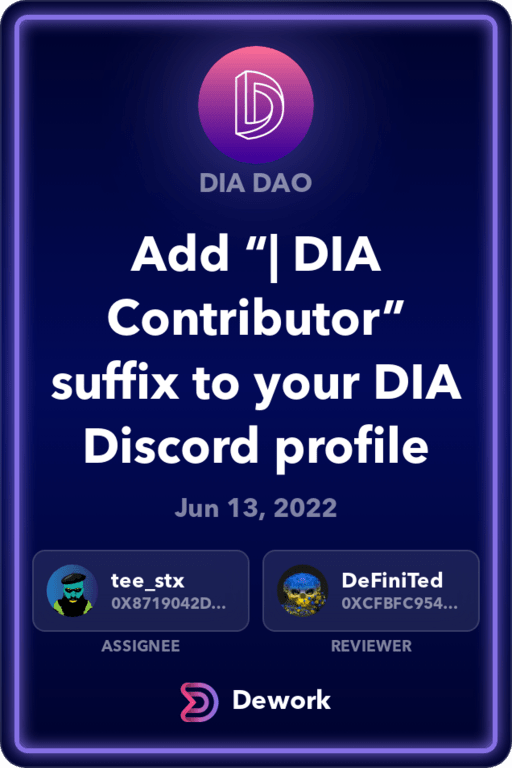 DIA DAO
Add “| DIA
Contributor”
suffix to your DIA
Discord profile
Jun 13, 2022
tee_stx
0X8719042D...
DeFiniTed
0XCFBFC954...
ASSIGNEE
REVIEWER
Dework